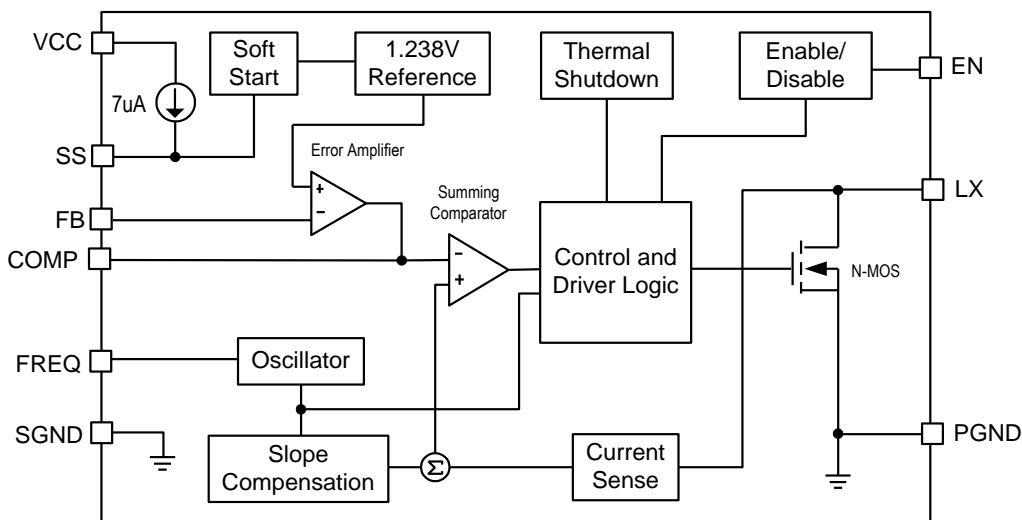 VCC
Soft
Start
1.238V
Reference
Thermal
Shutdown
Enable/
Disable
EN
7uA
SS
Error Amplifier
+
−
FB
Summing
Comparator
LX
COMP
−
+
Control and
Driver Logic
N-MOS
FREQ
Oscillator
SGND
Slope
Compensation
Σ
Current
Sense
PGND